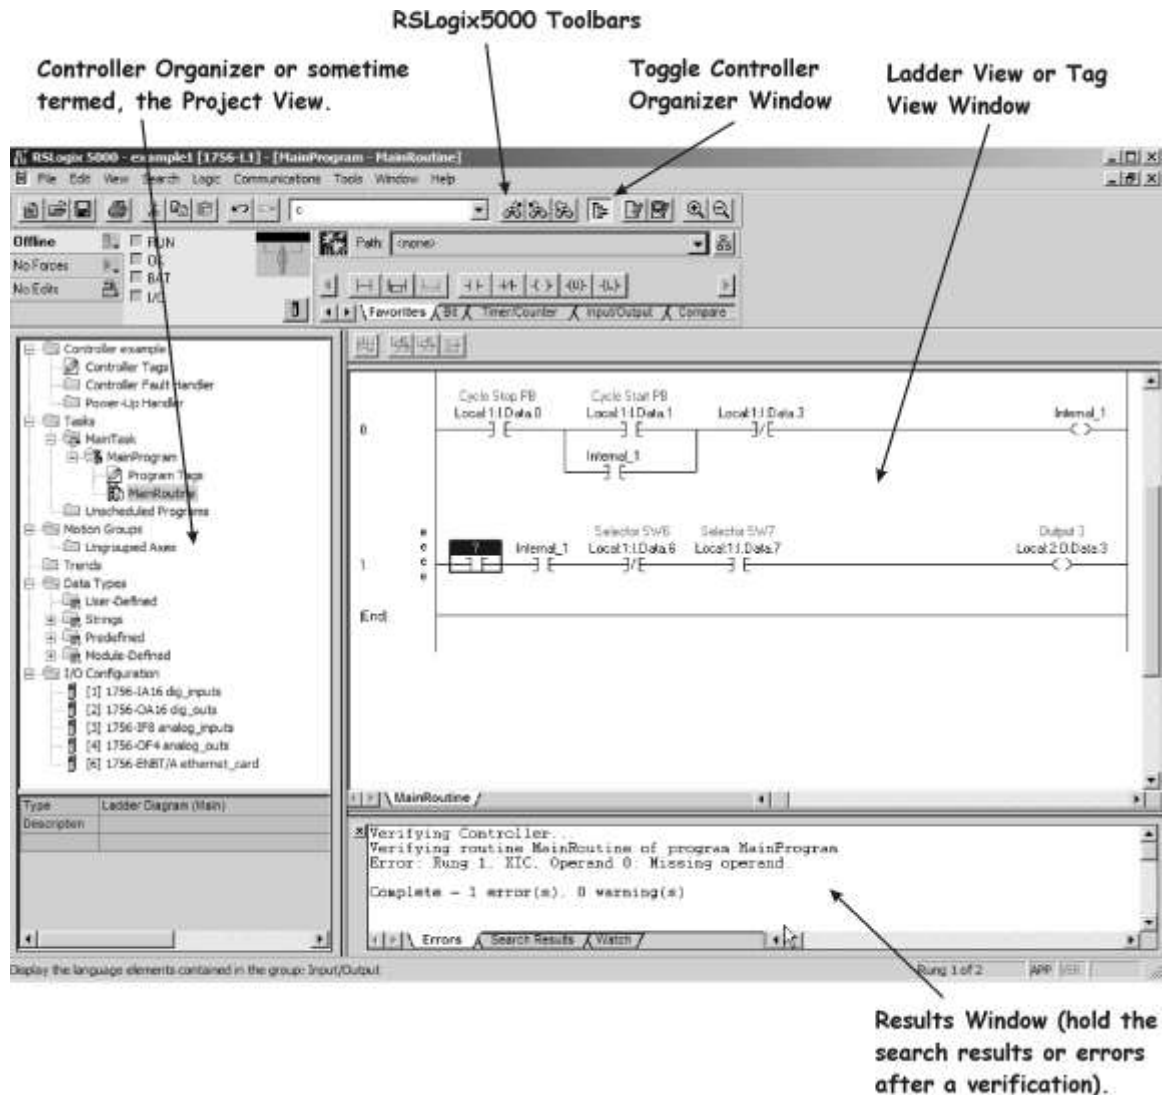 RSLogix5000 Toolbars
Controller Organizer or sometime
termed, the Project View.
Toggle Controller
Organizer Window
Ladder View or Tag
View Window
RSLogix 5000 - example1 [1756-L1] - [MainProgram - MainRoutine]
File Edit View Search Logic Communications Tools Window Help
c
Offline
RUN
No Forces
OK
No Edits
BAT
I/O
Path: <none>
Favorites Bit Timer/Counter Input/Output Compare
Controller example
Controller Tags
Controller Fault Handler
Power-Up Handler
Tasks
MainTask
MainProgram
Program Tags
MainRoutine
Unscheduled Programs
Motion Groups
Ungrouped Axes
Trends
Data Types
User-Defined
Strings
Predefined
Module-Defined
I/O Configuration
[1] 1756-IA16 dig_inputs
[2] 1756-OA16 dig_outs
[3] 1756-IF8 analog_inputs
[4] 1756-OF4 analog_outs
[6] 1756-ENBT/A ethernet_card
Type Ladder Diagram (Main)
Description
Cycle Stop PB Cycle Start PB
Local:1:I.Data.0 Local:1:I.Data.1 Local:1:I.Data.3 Internal_1
0
Internal_1
e
e
e
e
Selector SW6 Selector SW7 Output 3
? Internal_1 Local:1:I.Data.6 Local:1:I.Data.7 Local:2:O.Data.3
1
(End)
MainRoutine
Verifying Controller...
Verifying routine MainRoutine of program MainProgram
Error: Rung 1, XIC, Operand 0: Missing operand.
Complete - 1 error(s), 0 warning(s)
Errors Search Results Watch
Display the language elements contained in the group: Input/Output
Rung 1 of 2 APP VER
Results Window (hold the
search results or errors
after a verification).